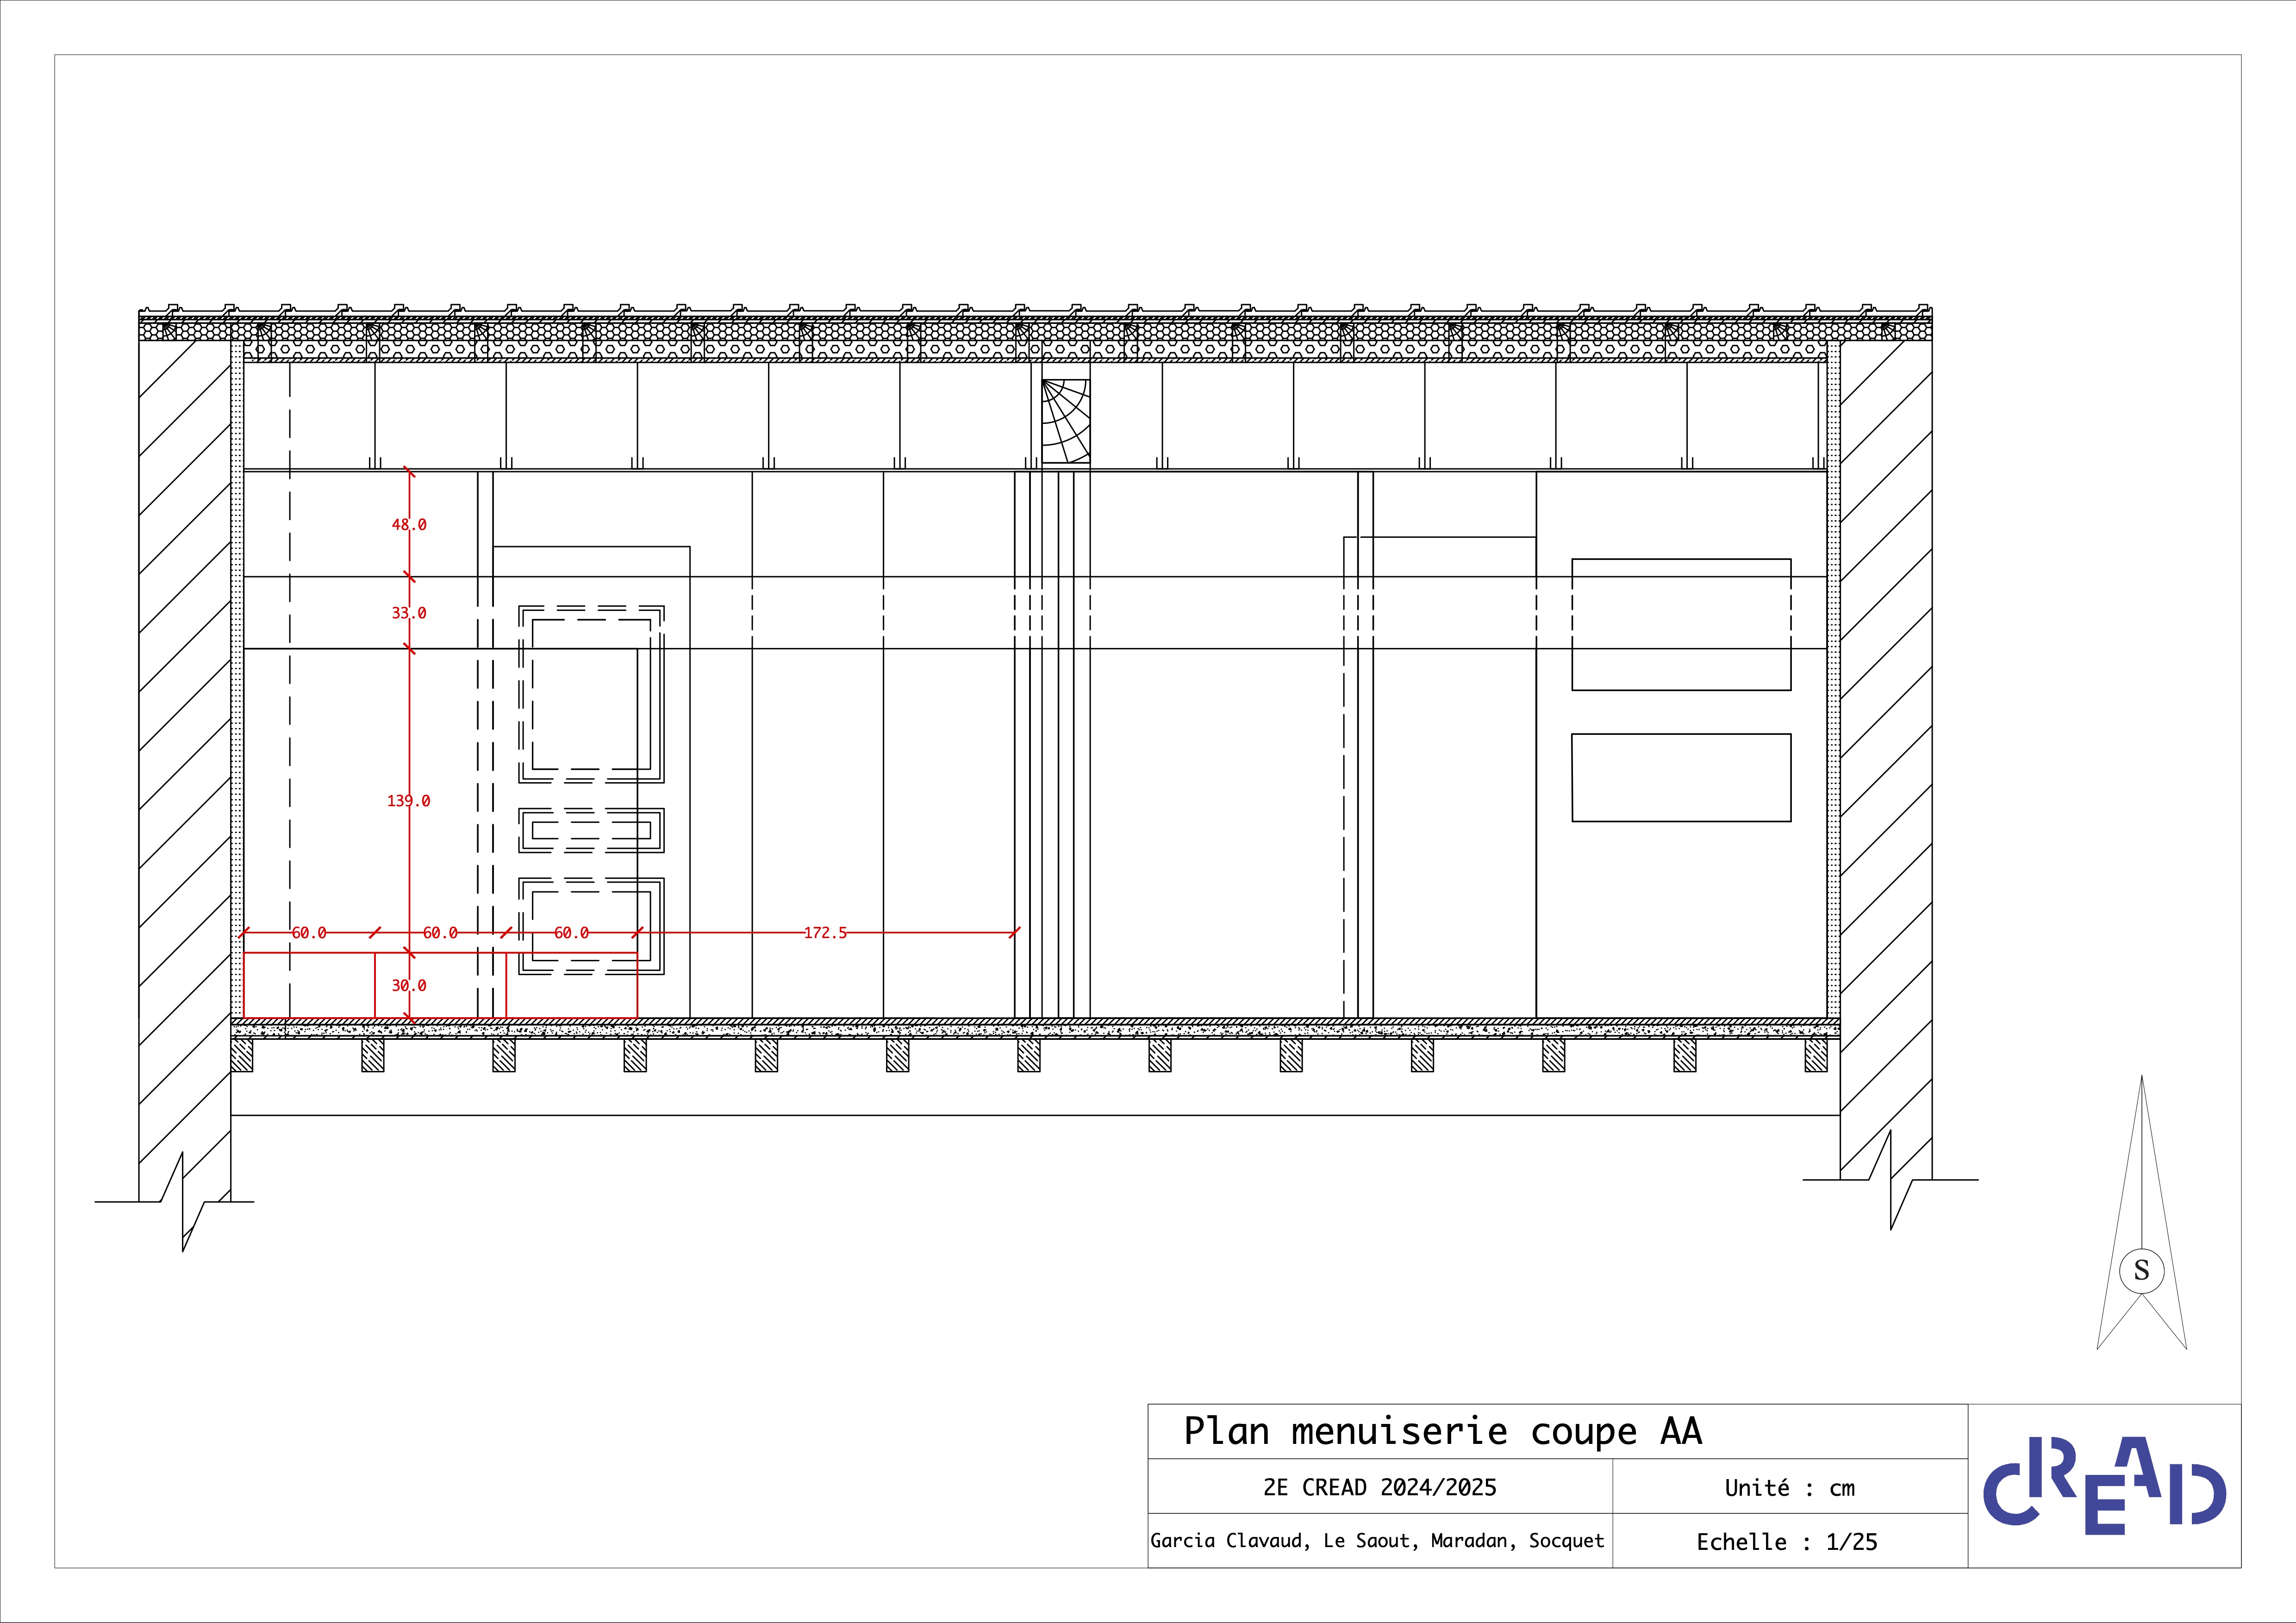 48.0
33.0
139.0
60.0 60.0 60.0 172.5
30.0
S
Plan menuiserie coupe AA
2E CREAD 2024/2025
Unité : cm
Garcia Clavaud, Le Saout, Maradan, Socquet
Echelle : 1/25
CREAD